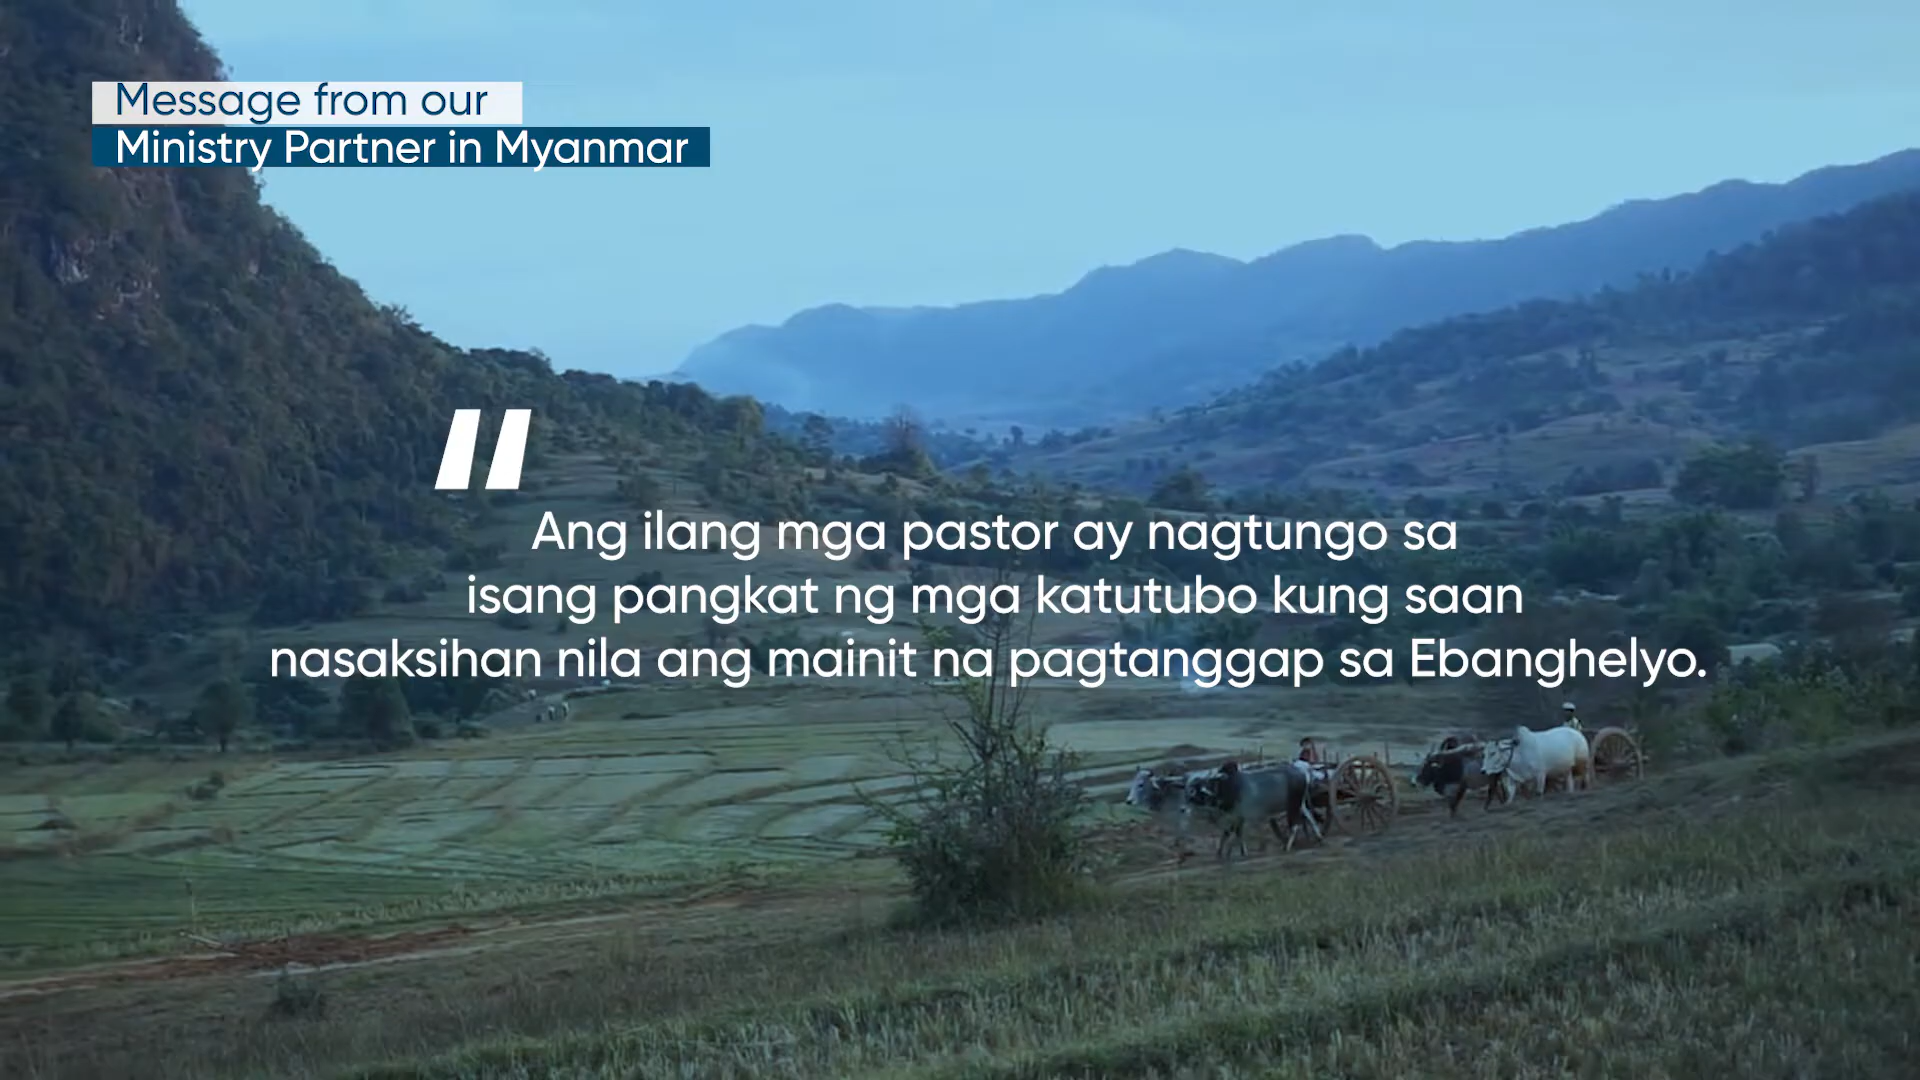 Message from our
Ministry Partner in Myanmar
"
Ang ilang mga pastor ay nagtungo sa
isang pangkat ng mga katutubo kung saan
nasaksihan nila ang mainit na pagtanggap sa Ebanghelyo.